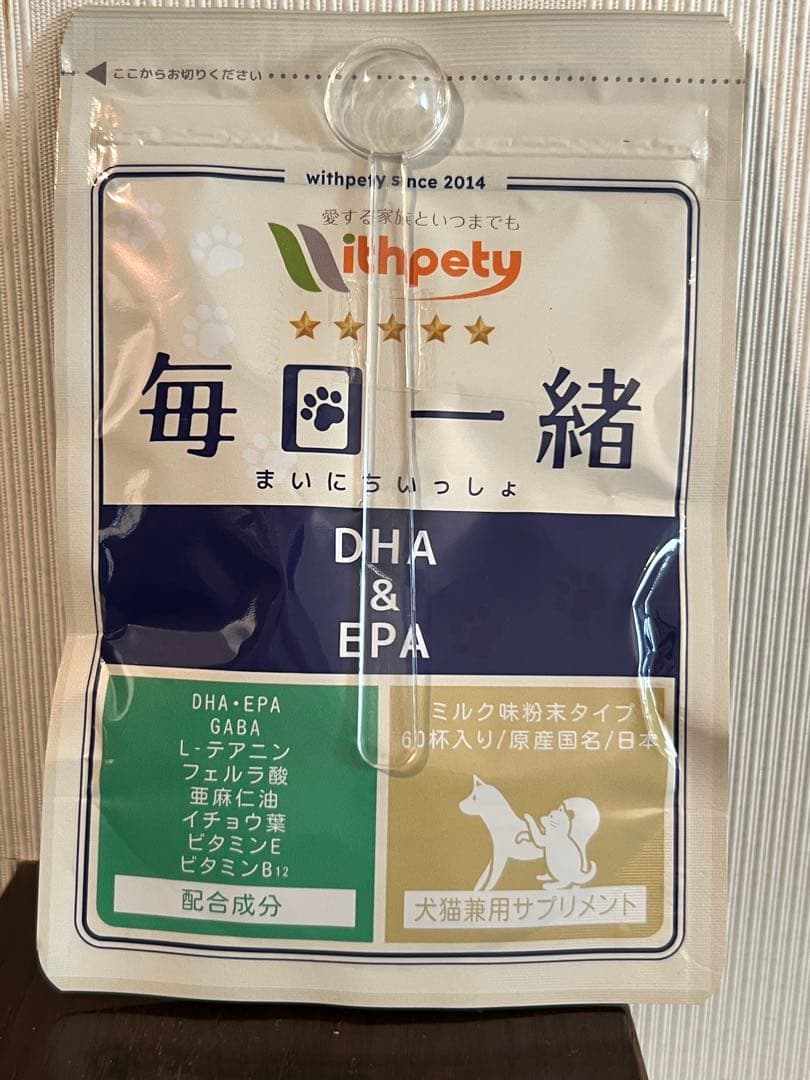 ここからお切りください
withpety since 2014
愛する家族といつまでも
Withpety
毎日一緒
まいにちいっしょ
DHA
&
EPA
DHA・EPA
GABA
L-テアニン
フェルラ酸
亜麻仁油
イチョウ葉
ビタミンE
ビタミンB12
配合成分
ミルク味粉末タイプ
60杯入り/原産国名/日本
犬猫兼用サプリメント